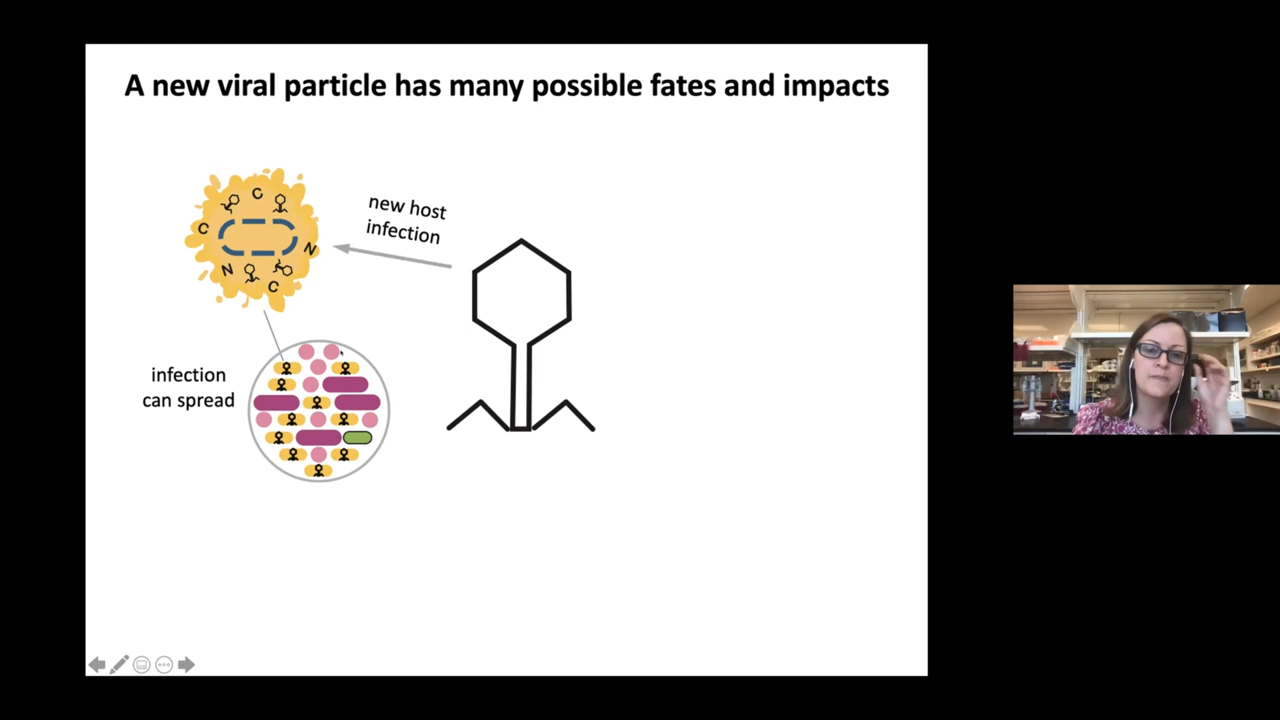 A new viral particle has many possible fates and impacts
new host
infection
C
C
N
N
C
infection
can spread